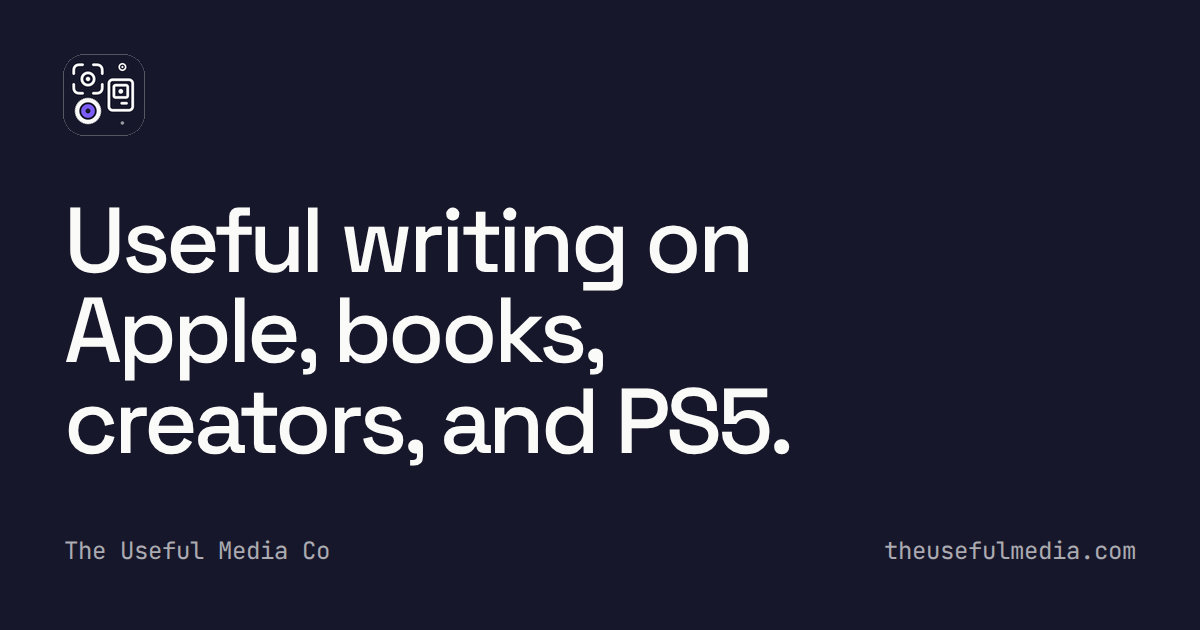 Useful writing on
Apple, books,
creators, and PS5.
The Useful Media Co
theusefulmedia.com